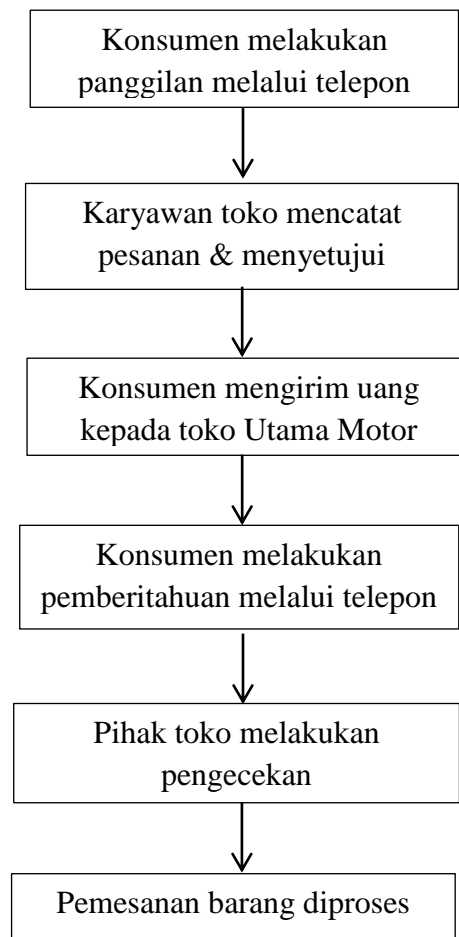 Konsumen melakukan
panggilan melalui telepon
Karyawan toko mencatat
pesanan & menyetujui
Konsumen mengirim uang
kepada toko Utama Motor
Konsumen melakukan
pemberitahuan melalui telepon
Pihak toko melakukan
pengecekan
Pemesanan barang diproses